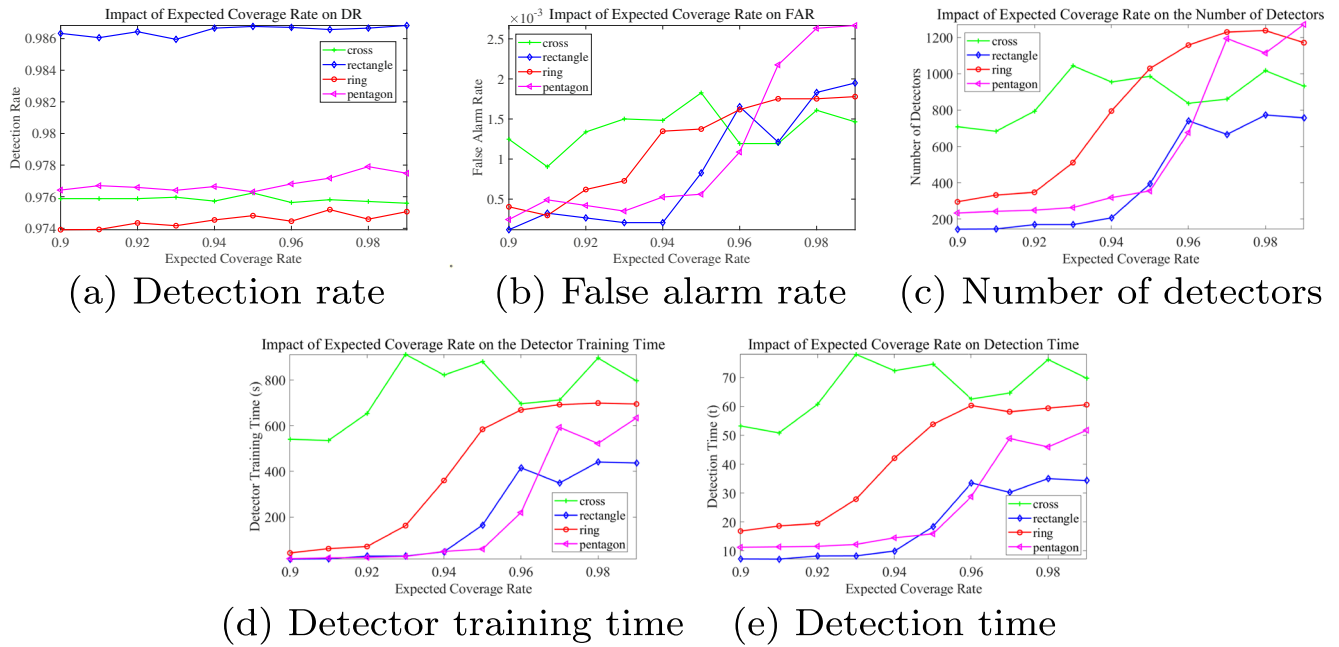 Impact of Expected Coverage Rate on DR
Detection Rate
0.986
0.984
0.982
0.98
0.978
0.976
0.974
cross
rectangle
ring
pentagon
0.9 0.92 0.94 0.96 0.98
Expected Coverage Rate
(a) Detection rate
×10⁻³ Impact of Expected Coverage Rate on FAR
False Alarm Rate
2.5
2
1.5
1
0.5
cross
rectangle
ring
pentagon
0.9 0.92 0.94 0.96 0.98
Expected Coverage Rate
(b) False alarm rate
Impact of Expected Coverage Rate on the Number of Detectors
Number of Detectors
1200
1000
800
600
400
200
cross
rectangle
ring
pentagon
0.9 0.92 0.94 0.96 0.98
Expected Coverage Rate
(c) Number of detectors
Impact of Expected Coverage Rate on the Detector Training Time
Detector Training Time (s)
800
600
400
200
cross
rectangle
ring
pentagon
0.9 0.92 0.94 0.96 0.98
Expected Coverage Rate
(d) Detector training time
Impact of Expected Coverage Rate on Detection Time
Detection Time (t)
70
60
50
40
30
20
10
cross
rectangle
ring
pentagon
0.9 0.92 0.94 0.96 0.98
Expected Coverage Rate
(e) Detection time